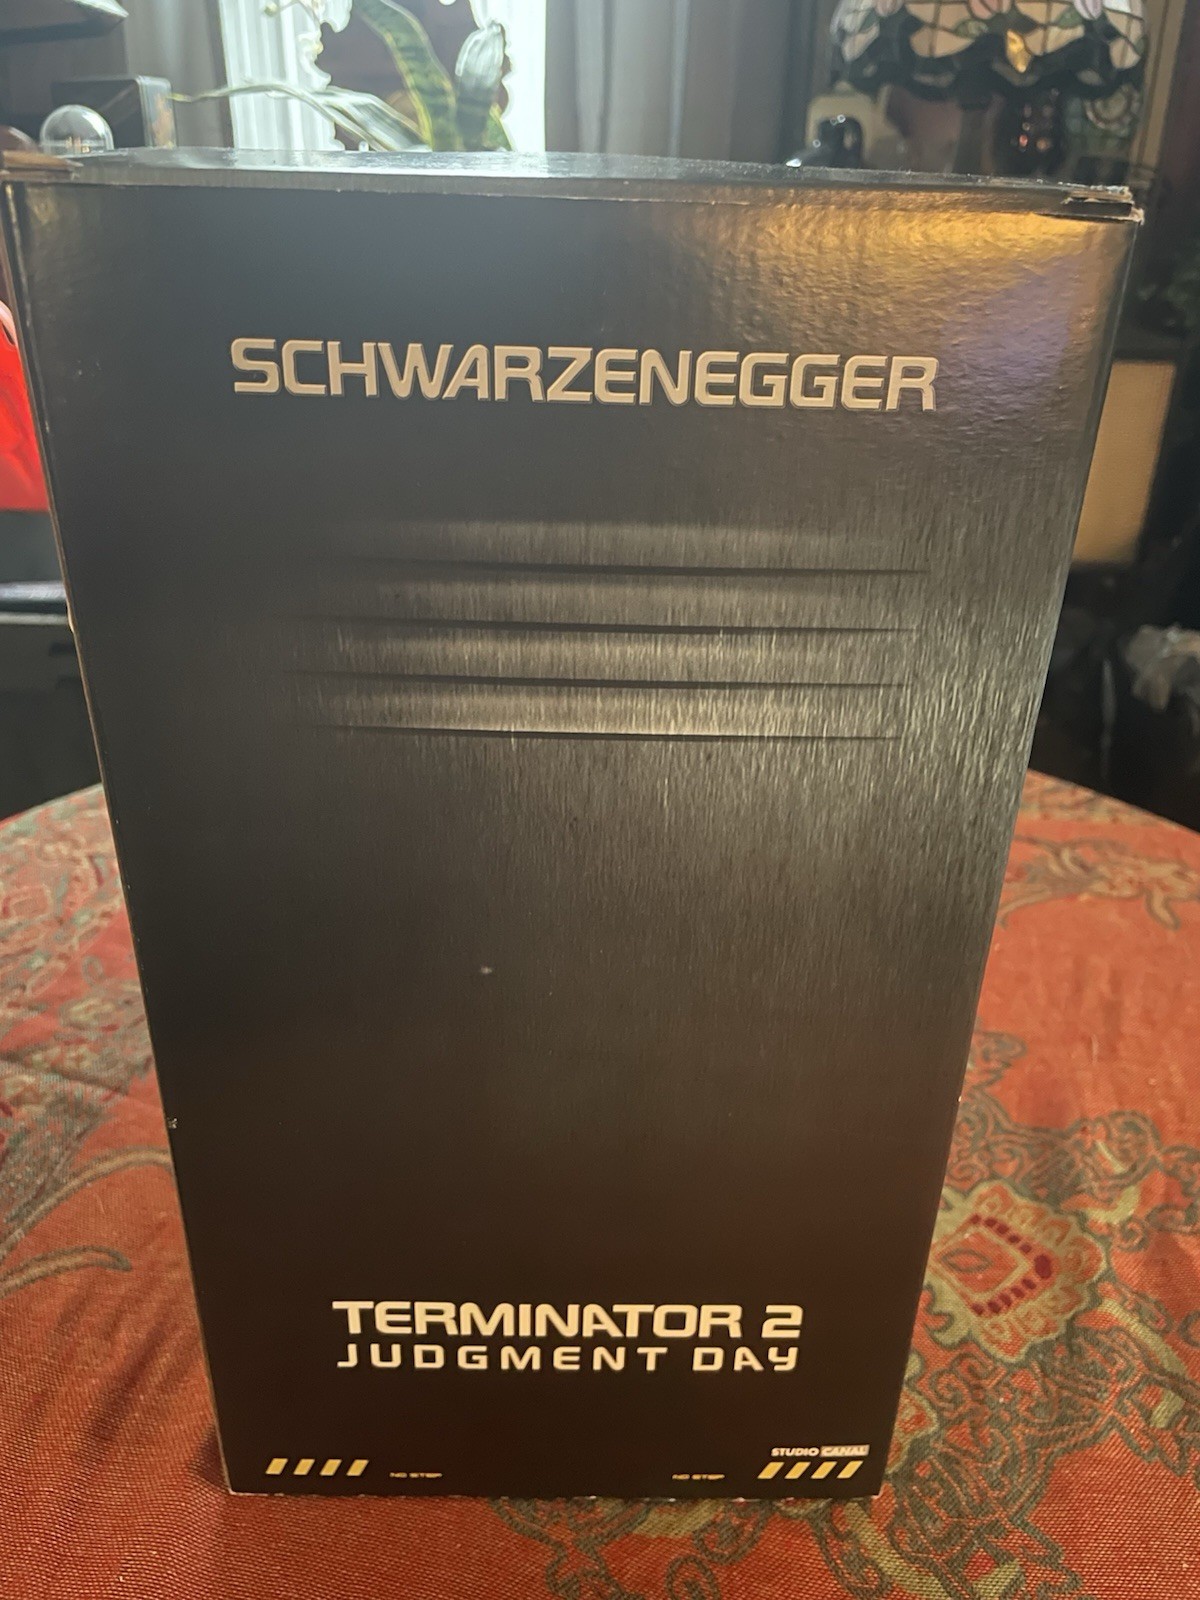 SCHWARZENEGGER
TERMINATOR 2
JUDGMENT DAY
STUDIO CANAL
NO STEP NO STEP